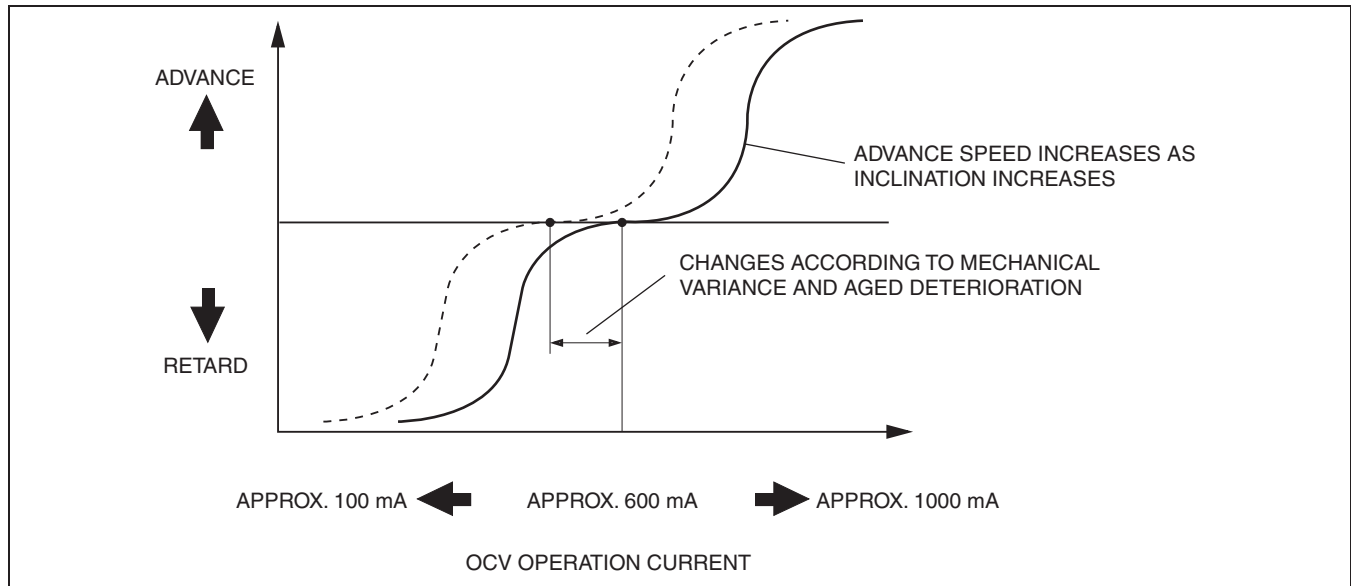 ADVANCE
ADVANCE SPEED INCREASES AS
INCLINATION INCREASES
CHANGES ACCORDING TO MECHANICAL
VARIANCE AND AGED DETERIORATION
RETARD
APPROX. 100 mA
APPROX. 600 mA
APPROX. 1000 mA
OCV OPERATION CURRENT